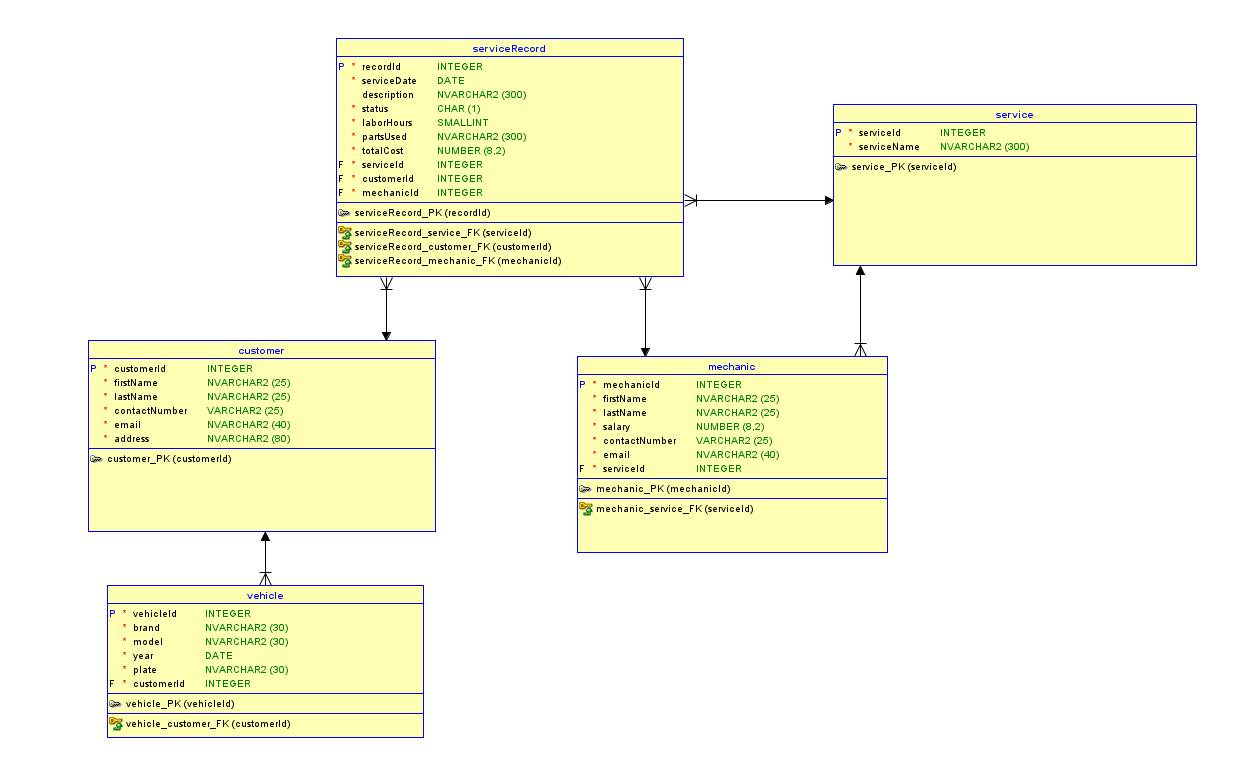 serviceRecord
P * recordId INTEGER
* serviceDate DATE
description NVARCHAR2 (300)
* status CHAR (1)
* laborHours SMALLINT
* partsUsed NVARCHAR2 (300)
* totalCost NUMBER (8,2)
F * serviceId INTEGER
F * customerId INTEGER
F * mechanicId INTEGER
serviceRecord_PK (recordId)
serviceRecord_service_FK (serviceId)
serviceRecord_customer_FK (customerId)
serviceRecord_mechanic_FK (mechanicId)
service
P * serviceId INTEGER
* serviceName NVARCHAR2 (300)
service_PK (serviceId)
customer
P * customerId INTEGER
* firstName NVARCHAR2 (25)
* lastName NVARCHAR2 (25)
* contactNumber VARCHAR2 (25)
* email NVARCHAR2 (40)
* address NVARCHAR2 (80)
customer_PK (customerId)
mechanic
P * mechanicId INTEGER
* firstName NVARCHAR2 (25)
* lastName NVARCHAR2 (25)
* salary NUMBER (8,2)
* contactNumber VARCHAR2 (25)
* email NVARCHAR2 (40)
F * serviceId INTEGER
mechanic_PK (mechanicId)
mechanic_service_FK (serviceId)
vehicle
P * vehicleId INTEGER
* brand NVARCHAR2 (30)
* model NVARCHAR2 (30)
* year DATE
* plate NVARCHAR2 (30)
F * customerId INTEGER
vehicle_PK (vehicleId)
vehicle_customer_FK (customerId)